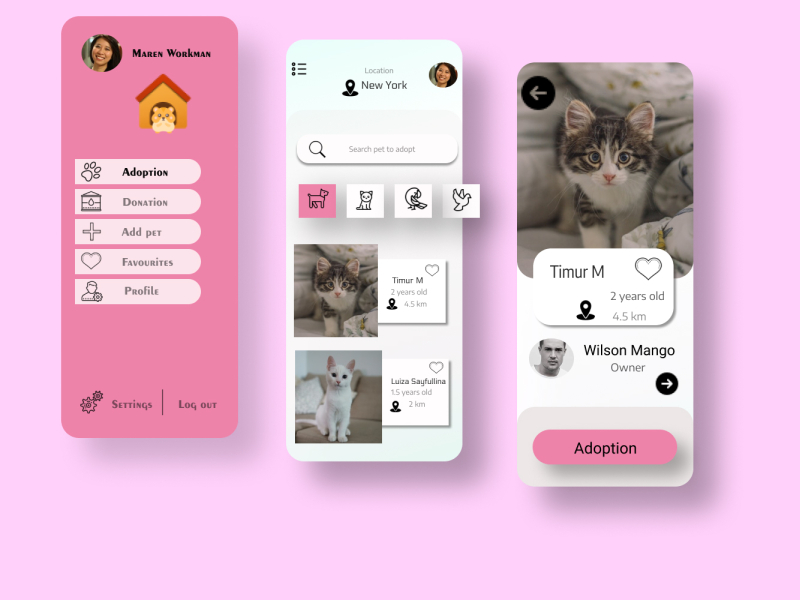 Maren Workman
Adoption
Donation
Add pet
Favourites
Profile
Settings
Log out
Location
New York
Search pet to adopt
Timur M
2 years old
4.5 km
Luiza Sayfullina
1.5 years old
2 km
Timur M
2 years old
4.5 km
Wilson Mango
Owner
Adoption